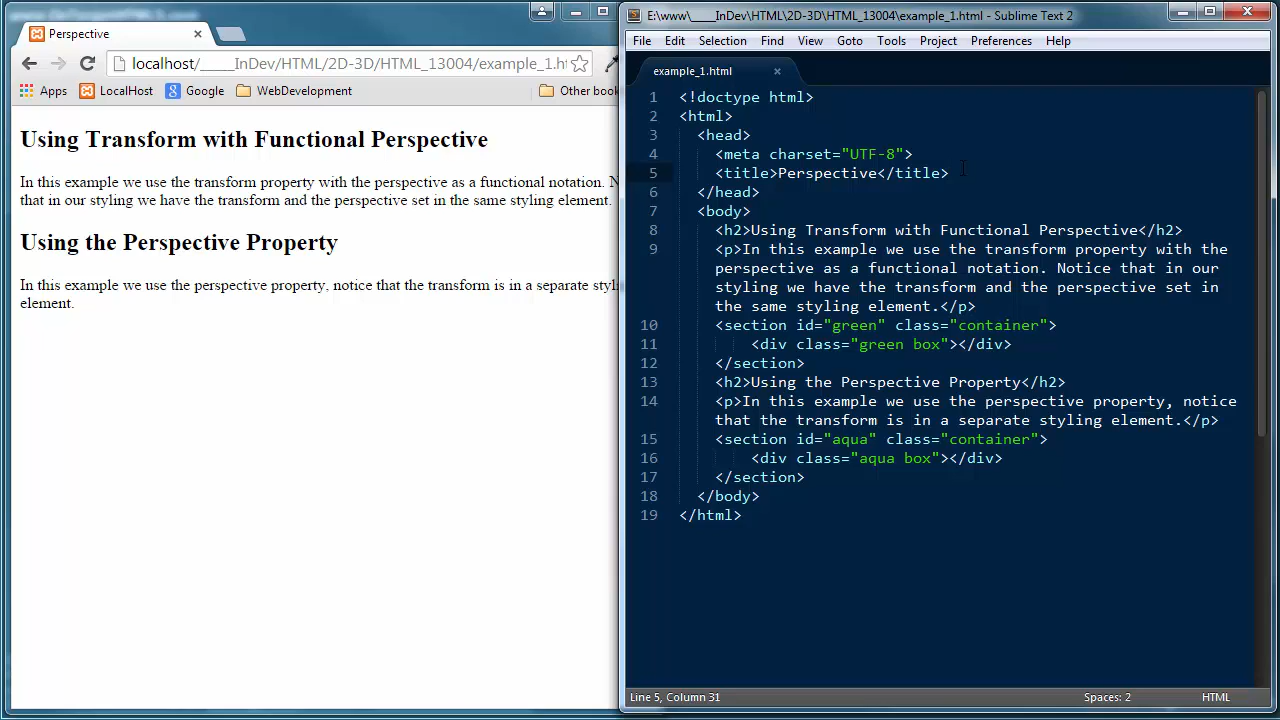 Perspective
localhost/_____InDev/HTML/2D-3D/HTML_13004/example_1.ht
Apps LocalHost Google WebDevelopment Other book
Using Transform with Functional Perspective
In this example we use the transform property with the perspective as a functional notation. N
that in our styling we have the transform and the perspective set in the same styling element.
Using the Perspective Property
In this example we use the perspective property, notice that the transform is in a separate styli
element.
E:\www\____InDev\HTML\2D-3D\HTML_13004\example_1.html - Sublime Text 2
File Edit Selection Find View Goto Tools Project Preferences Help
example_1.html
1 <!doctype html>
2 <html>
3 <head>
4 <meta charset="UTF-8">
5 <title>Perspective</title>
6 </head>
7 <body>
8 <h2>Using Transform with Functional Perspective</h2>
9 <p>In this example we use the transform property with the
perspective as a functional notation. Notice that in our
styling we have the transform and the perspective set in
the same styling element.</p>
10 <section id="green" class="container">
11 <div class="green box"></div>
12 </section>
13 <h2>Using the Perspective Property</h2>
14 <p>In this example we use the perspective property, notice
that the transform is in a separate styling element.</p>
15 <section id="aqua" class="container">
16 <div class="aqua box"></div>
17 </section>
18 </body>
19 </html>
Line 5, Column 31 Spaces: 2 HTML